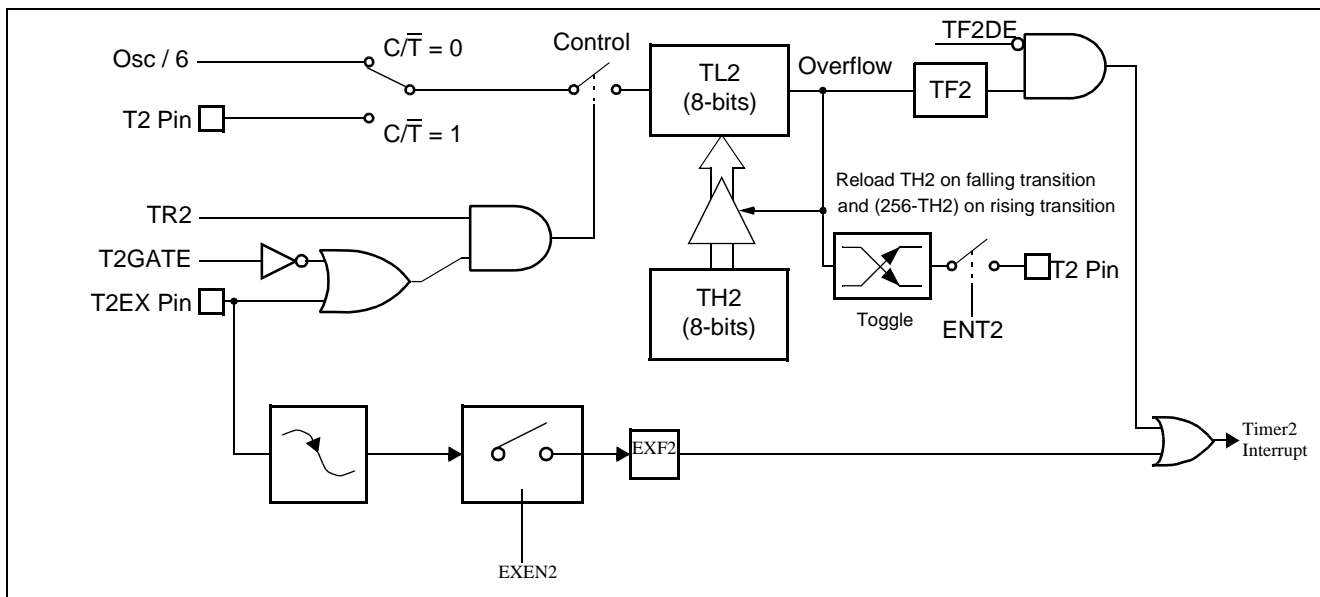 Osc / 6
C/T̅ = 0
Control
TL2
(8-bits)
Overflow
TF2DE
TF2
T2 Pin
C/T̅ = 1
Reload TH2 on falling transition
and (256-TH2) on rising transition
TR2
T2GATE
T2EX Pin
TH2
(8-bits)
Toggle
ENT2
T2 Pin
EXF2
Timer2
Interrupt
EXEN2